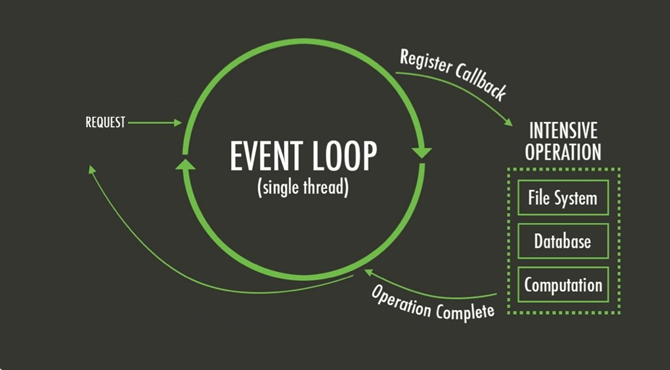 Register Callback
REQUEST
INTENSIVE
OPERATION
EVENT LOOP
(single thread)
File System
Database
Computation
Operation Complete